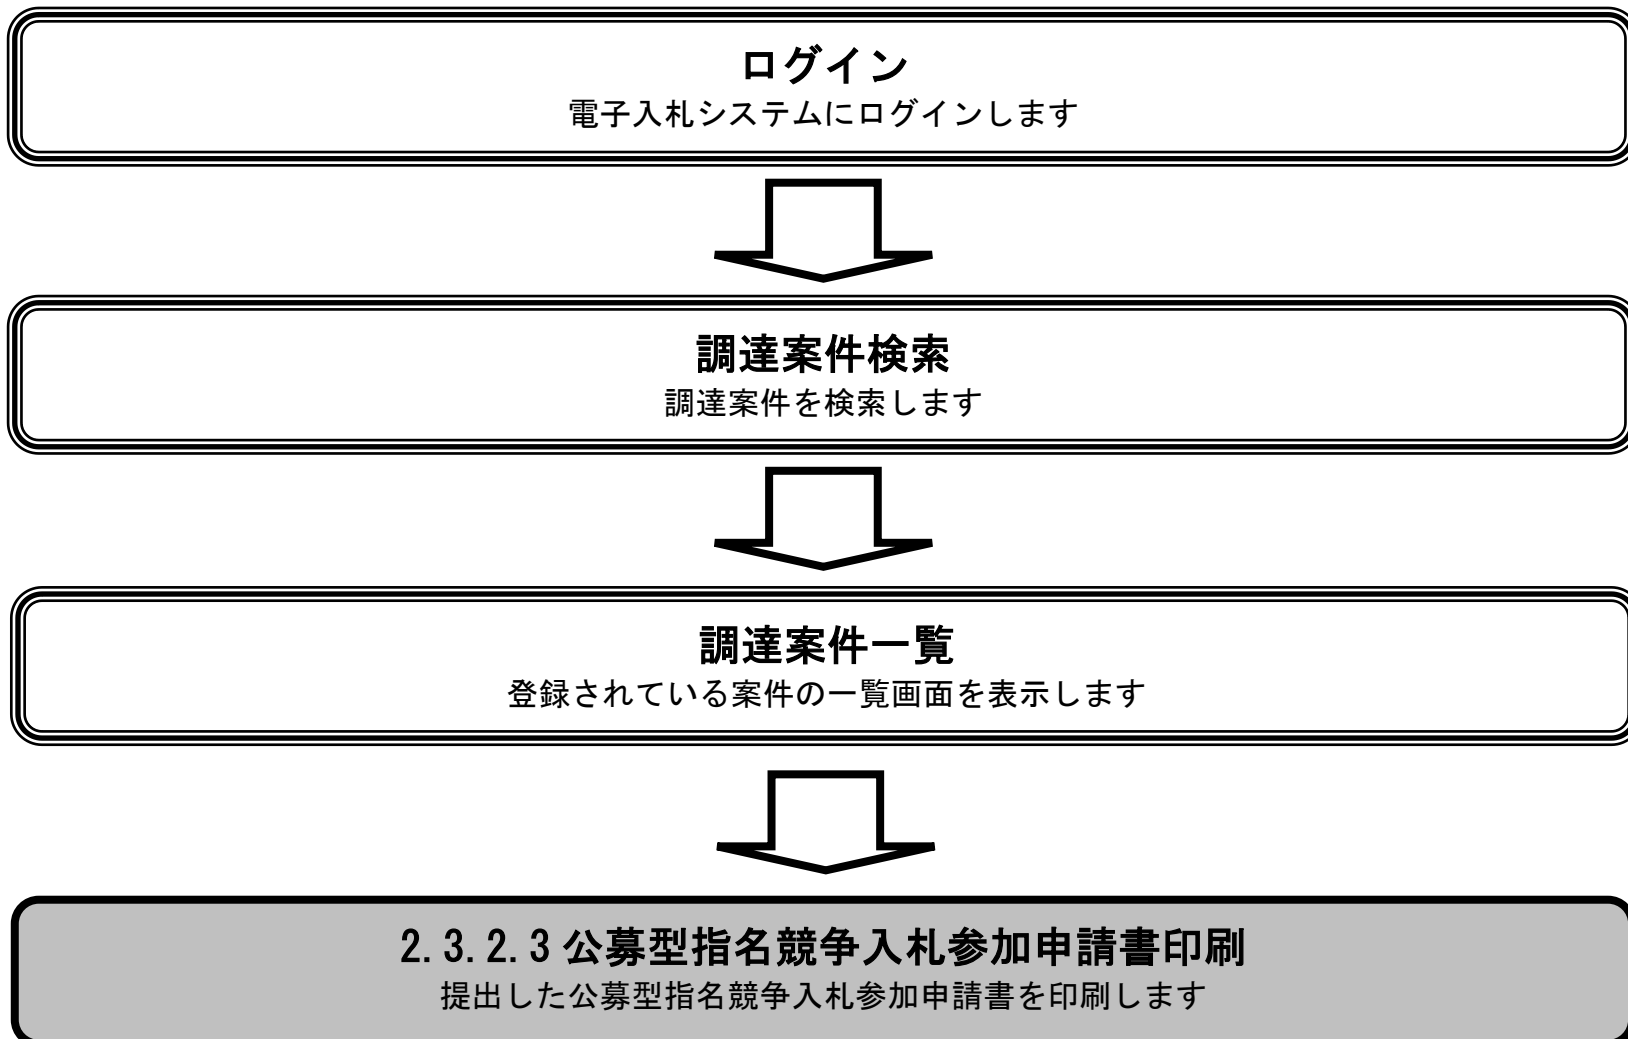 ログイン
電子入札システムにログインします
調達案件検索
調達案件を検索します
調達案件一覧
登録されている案件の一覧画面を表示します
2.3.2.3 公募型指名競争入札参加申請書印刷
提出した公募型指名競争入札参加申請書を印刷します